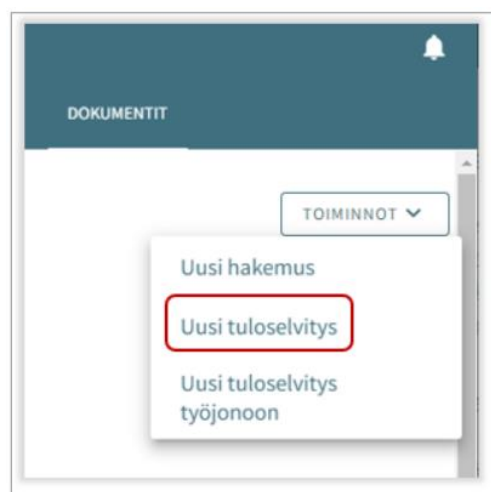 DOKUMENTIT
TOIMINNOT
Uusi hakemus
Uusi tuloselvitys
Uusi tuloselvitys
työjonoon